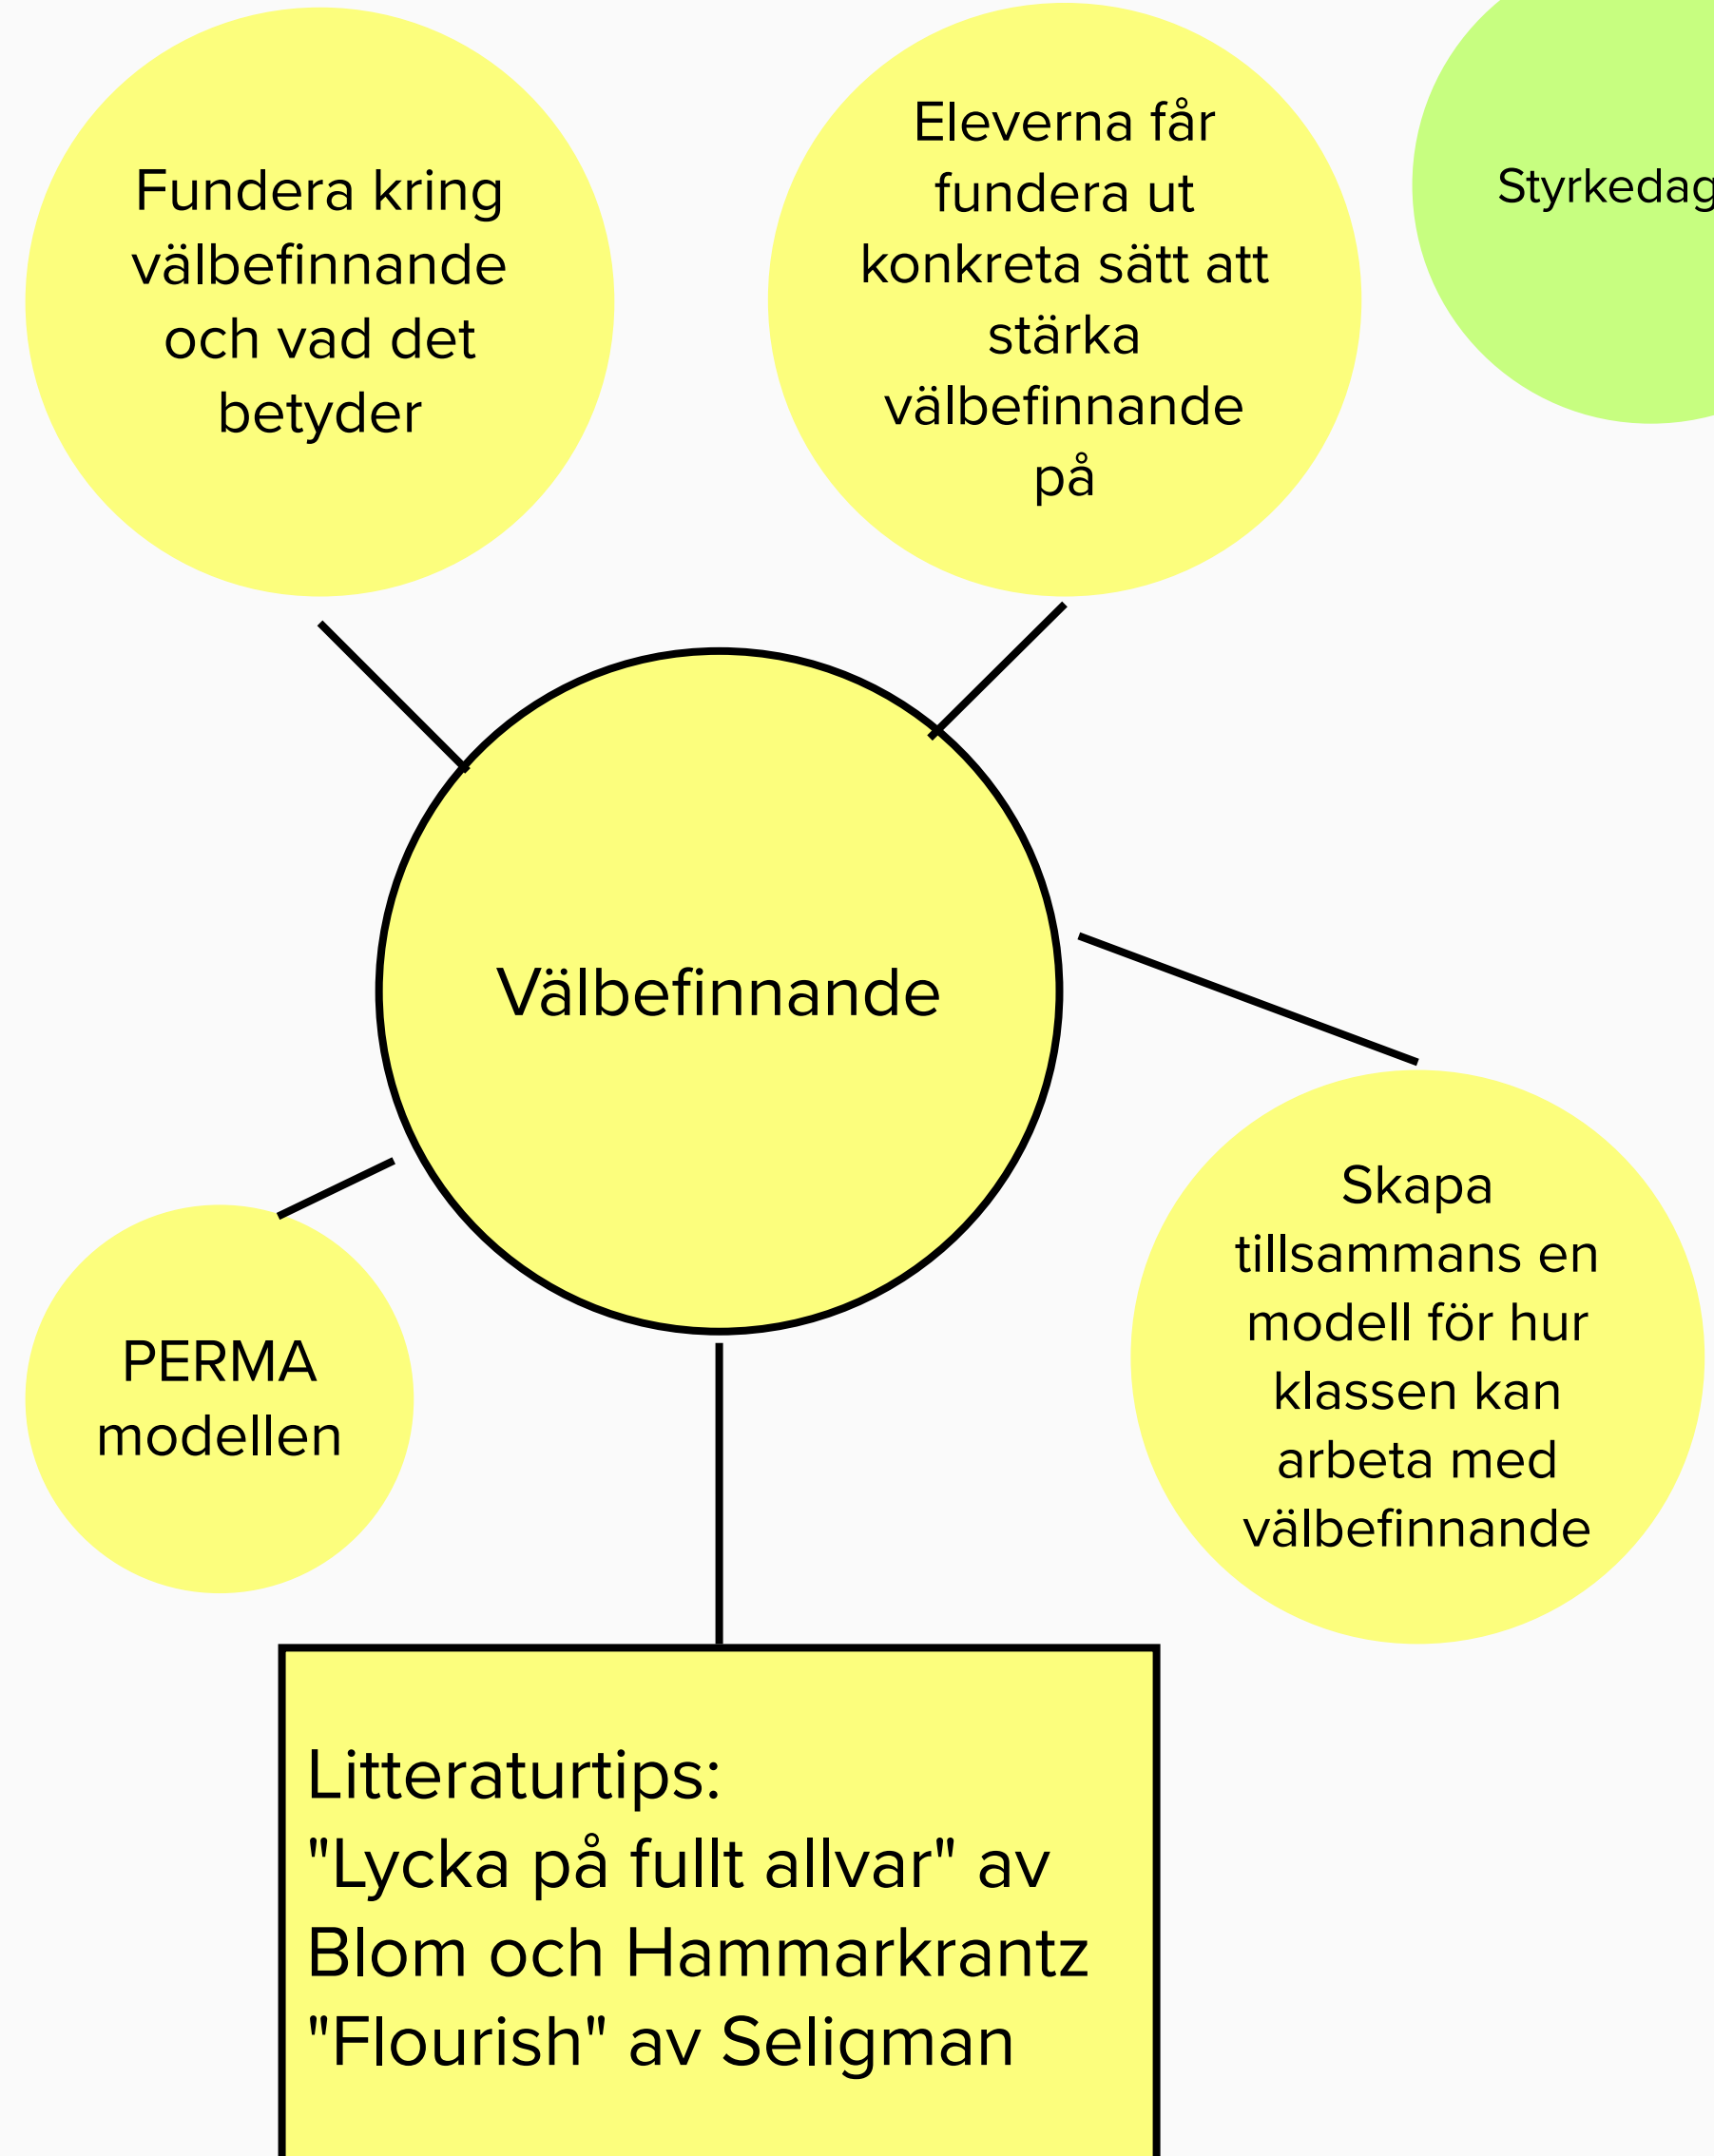 Fundera kring
välbefinnande
och vad det
betyder
Eleverna får
fundera ut
konkreta sätt att
stärka
välbefinnande
på
Styrkedag
Välbefinnande
PERMA
modellen
Skapa
tillsammans en
modell för hur
klassen kan
arbeta med
välbefinnande
Litteraturtips:
"Lycka på fullt allvar" av
Blom och Hammarkrantz
"Flourish" av Seligman